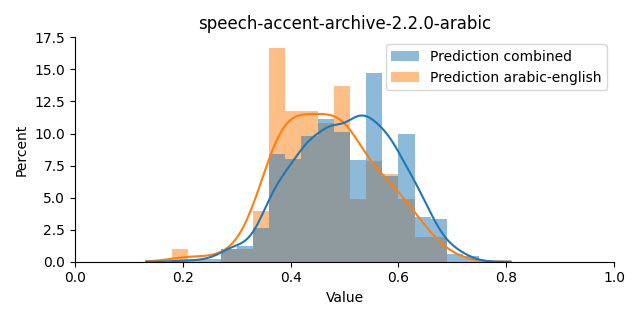 speech-accent-archive-2.2.0-arabic
Prediction combined
Prediction arabic-english
17.5
15.0
12.5
10.0
7.5
5.0
2.5
0.0
Percent
0.0 0.2 0.4 0.6 0.8 1.0
Value